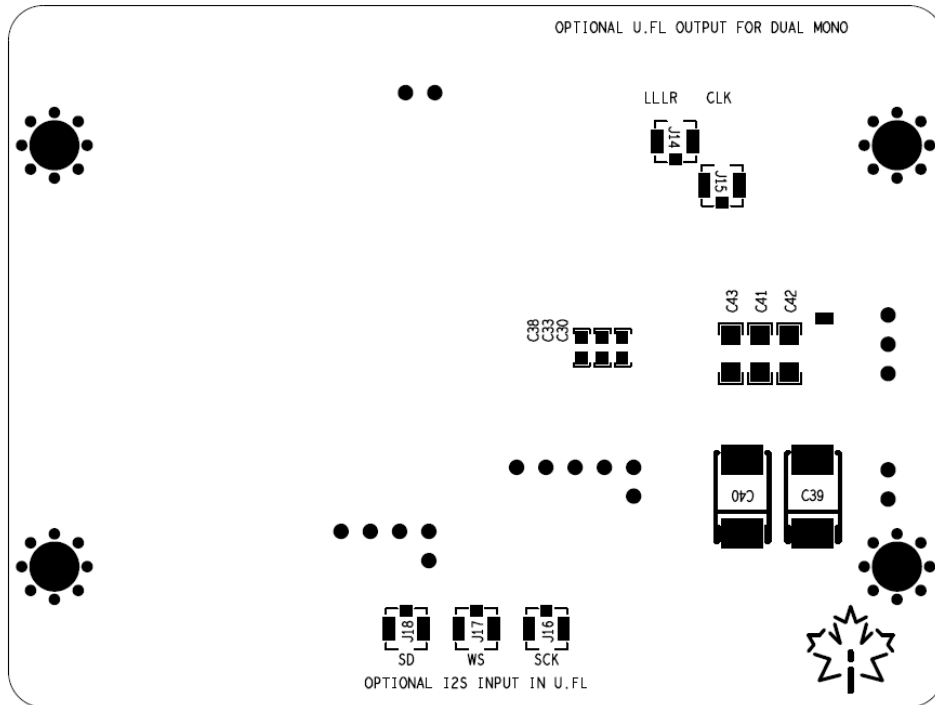 OPTIONAL U.FL OUTPUT FOR DUAL MONO
LLLR CLK
J14
J15
C43 C41 C42
C38 C33 C30
C40 C39
J18 J17 J16
SD WS SCK
OPTIONAL I2S INPUT IN U.FL